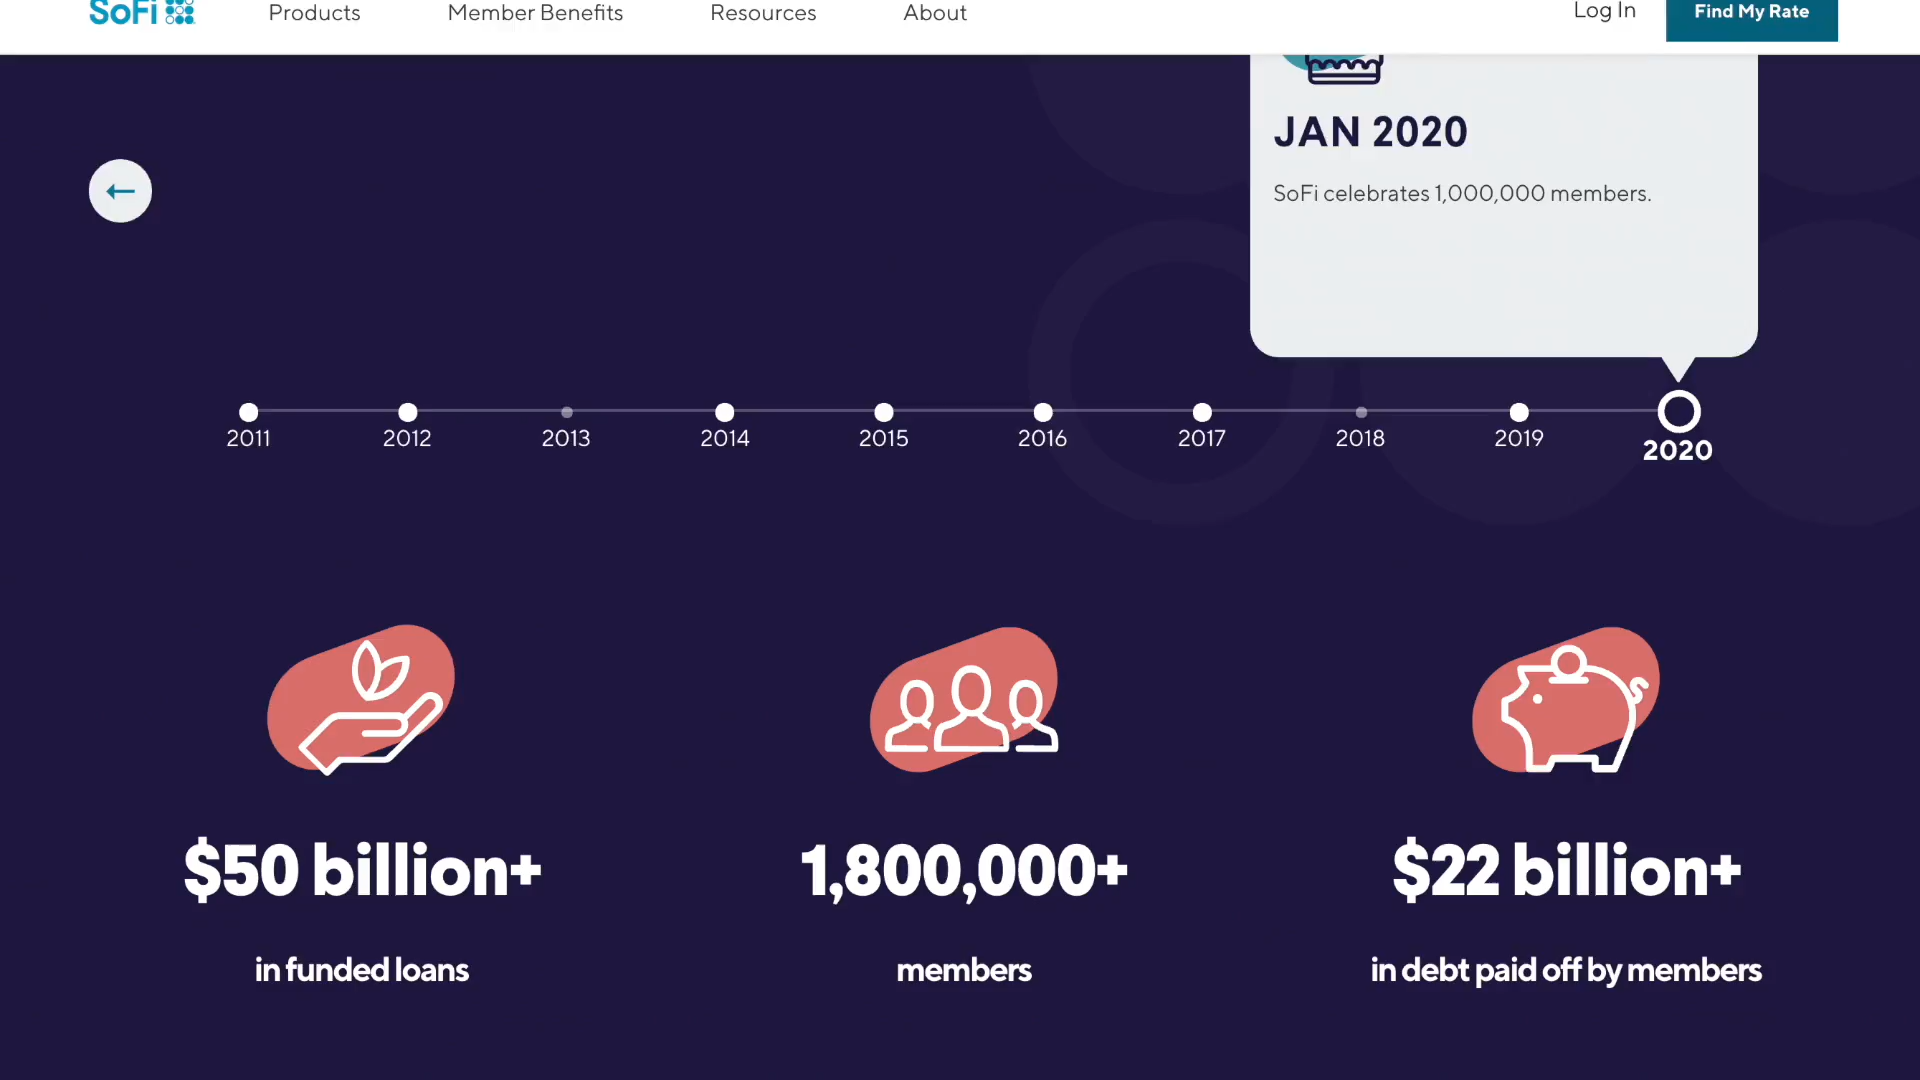 SoFi
Products
Member Benefits
Resources
About
Log In
Find My Rate
JAN 2020
SoFi celebrates 1,000,000 members.
2011
2012
2013
2014
2015
2016
2017
2018
2019
2020
$50 billion+
in funded loans
1,800,000+
members
$22 billion+
in debt paid off by members